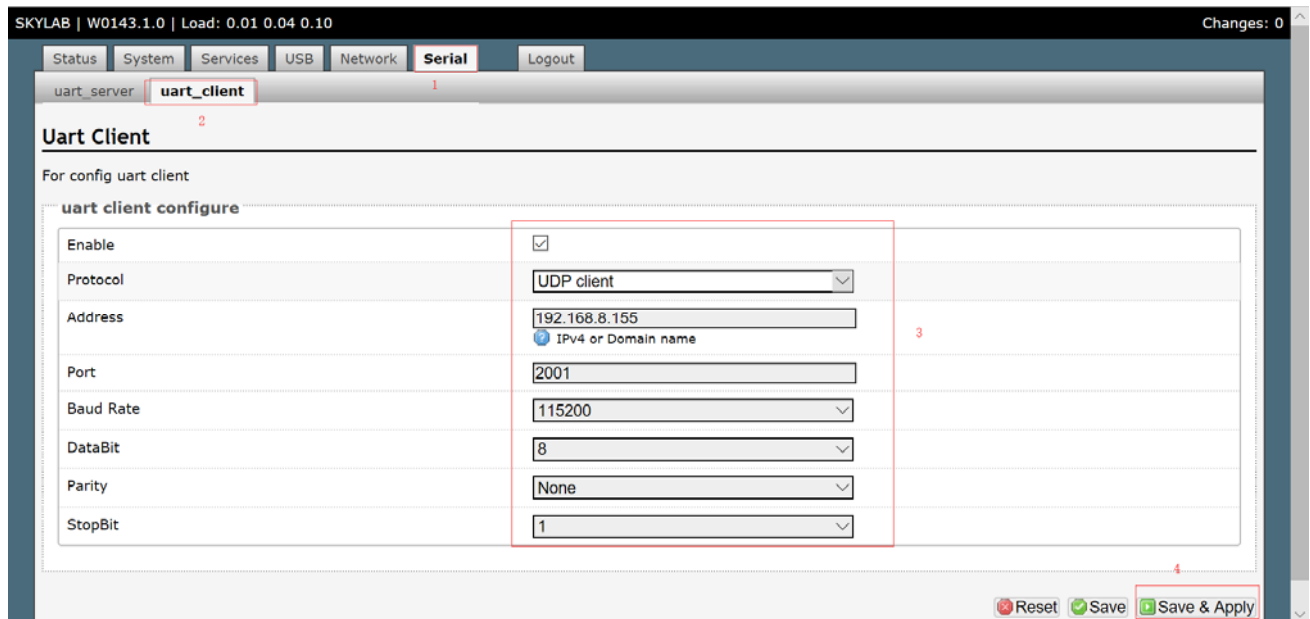 SKYLAB | W0143.1.0 | Load: 0.01 0.04 0.10 Changes: 0
Status System Services USB Network Serial Logout
1
uart_server uart_client
2
Uart Client
For config uart client
uart client configure
Enable
Protocol UDP client
Address 192.168.8.155
? IPv4 or Domain name
3
Port 2001
Baud Rate 115200
DataBit 8
Parity None
StopBit 1
4
Reset Save Save & Apply